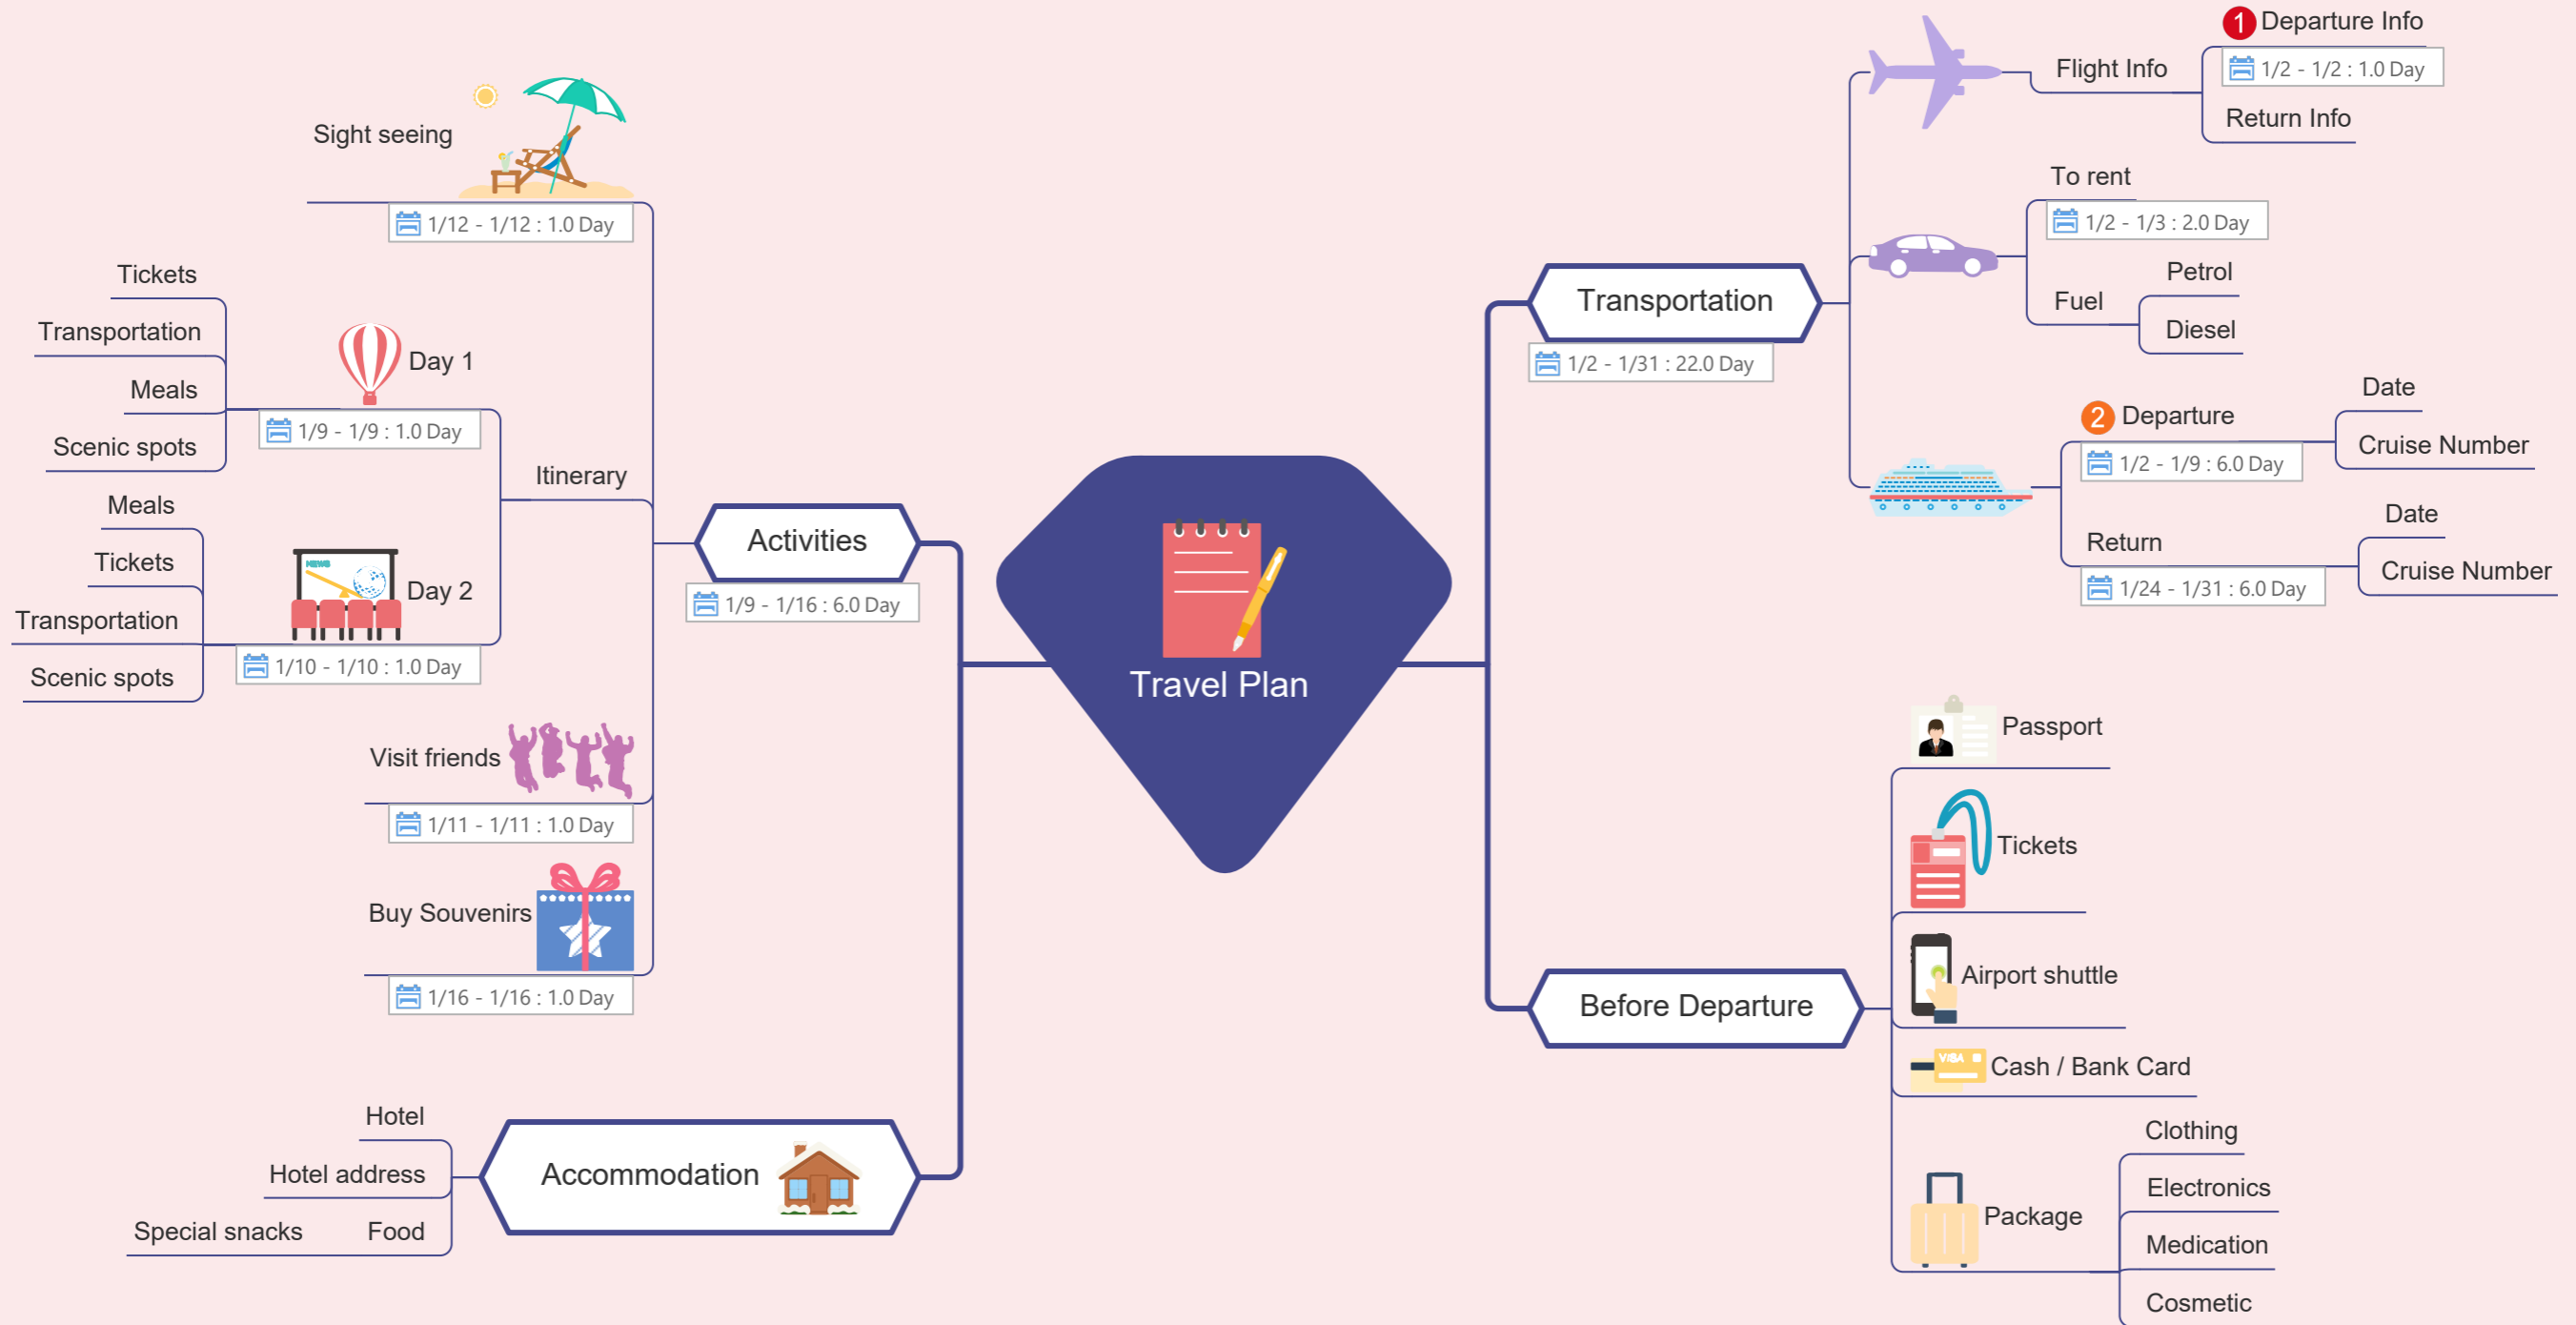 Travel Plan
Transportation
1/2 - 1/31 : 22.0 Day
Flight Info
1 Departure Info
1/2 - 1/2 : 1.0 Day
Return Info
To rent
1/2 - 1/3 : 2.0 Day
Fuel
Petrol
Diesel
2 Departure
1/2 - 1/9 : 6.0 Day
Date
Cruise Number
Return
1/24 - 1/31 : 6.0 Day
Date
Cruise Number
Before Departure
Passport
Tickets
Airport shuttle
VISA
Cash / Bank Card
Package
Clothing
Electronics
Medication
Cosmetic
Activities
1/9 - 1/16 : 6.0 Day
Sight seeing
1/12 - 1/12 : 1.0 Day
Itinerary
Day 1
1/9 - 1/9 : 1.0 Day
Tickets
Transportation
Meals
Scenic spots
NEWS
Day 2
1/10 - 1/10 : 1.0 Day
Meals
Tickets
Transportation
Scenic spots
Visit friends
1/11 - 1/11 : 1.0 Day
Buy Souvenirs
1/16 - 1/16 : 1.0 Day
Accommodation
Hotel
Hotel address
Food
Special snacks